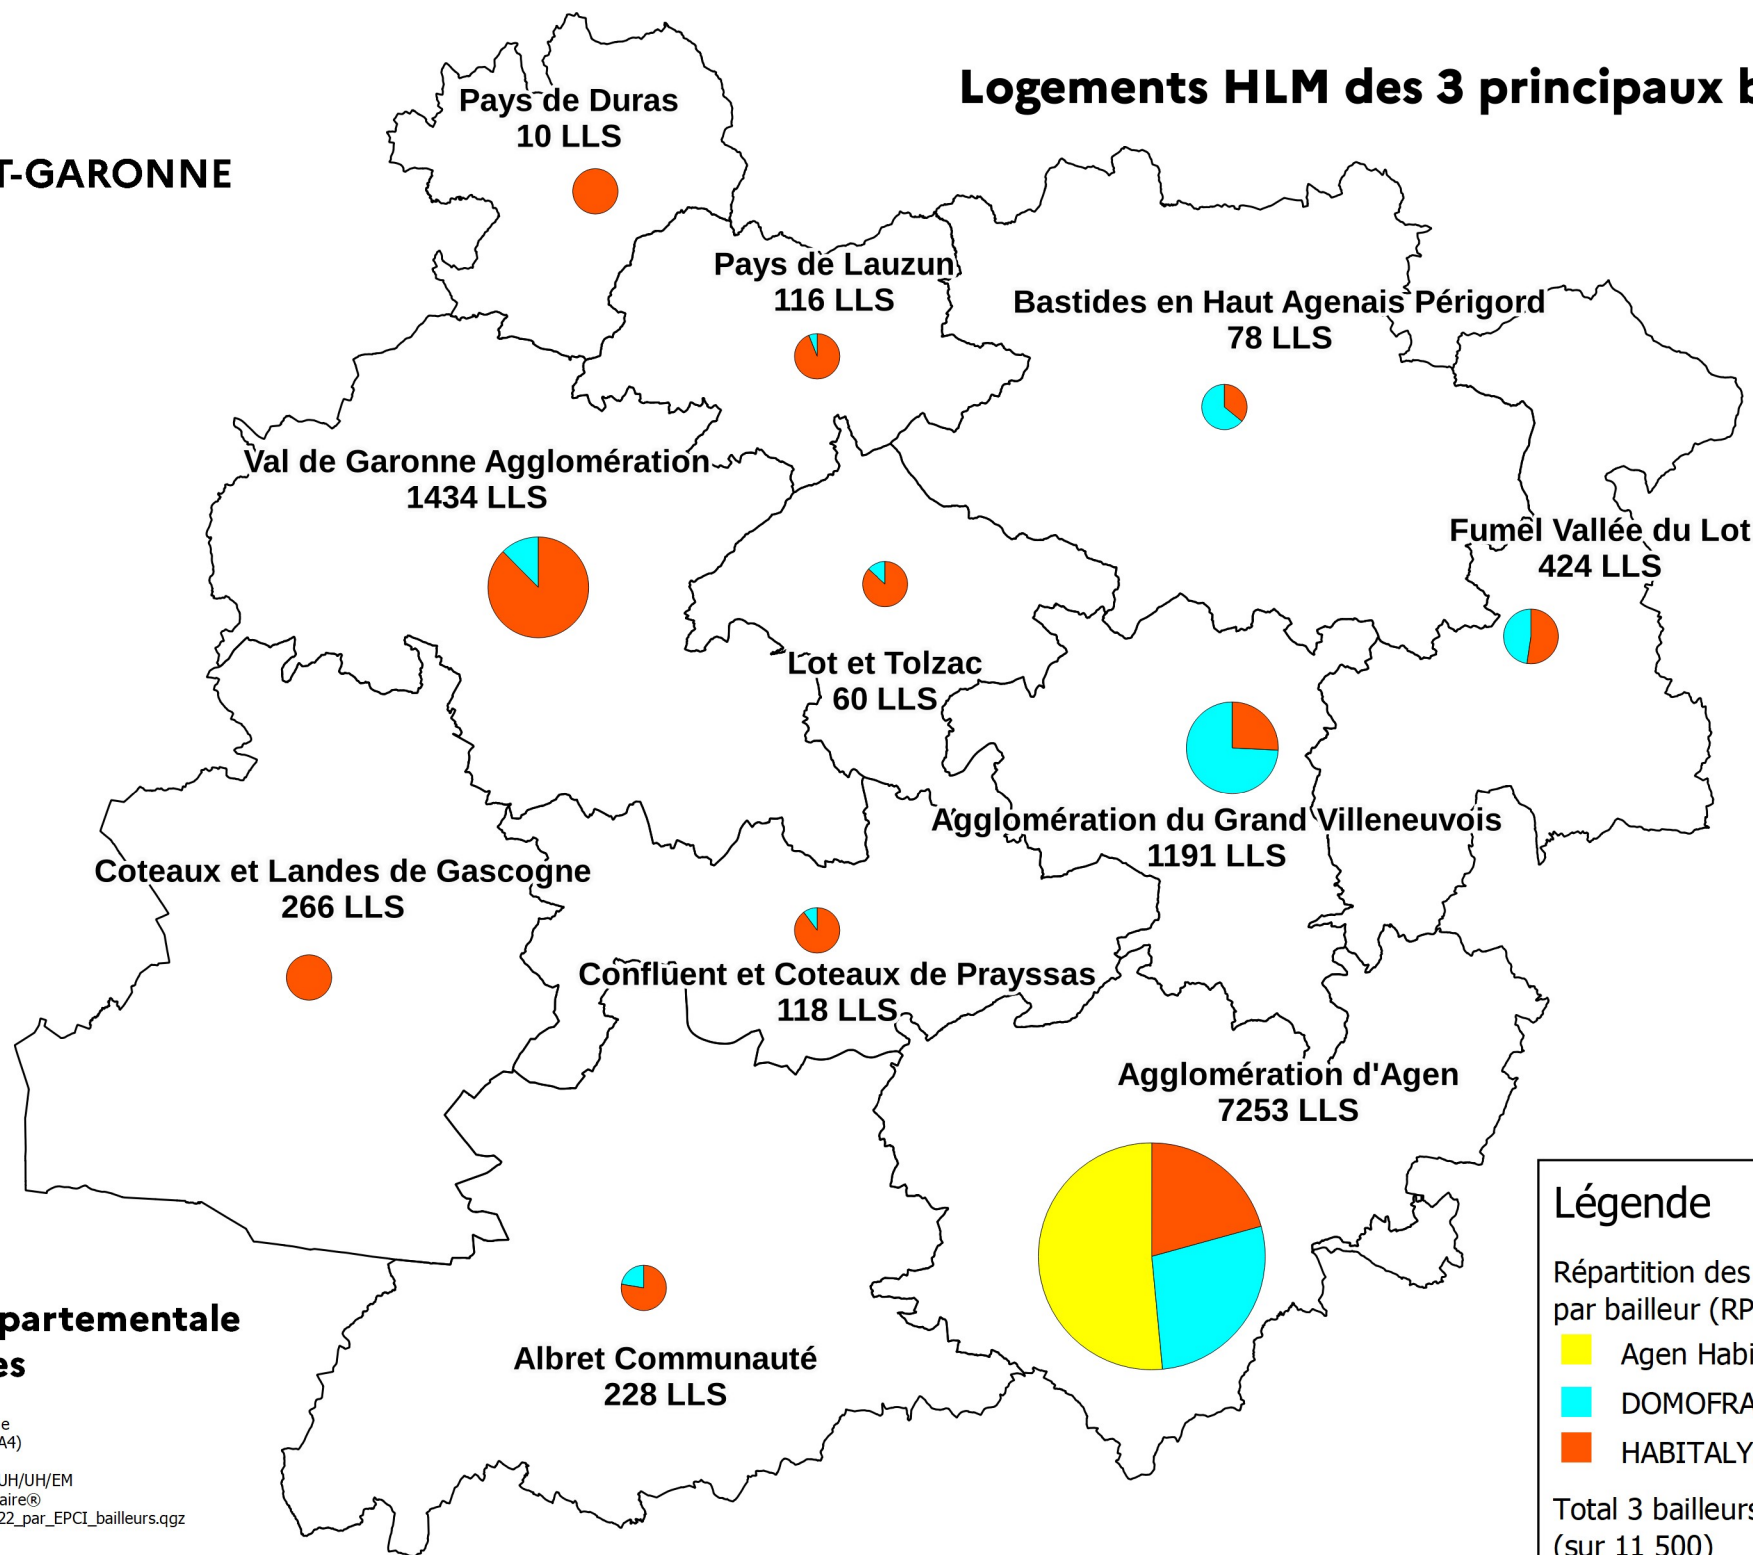 Logements HLM des 3 principaux b
T-GARONNE
Pays de Duras
10 LLS
Pays de Lauzun
116 LLS
Bastides en Haut Agenais Périgord
78 LLS
Val de Garonne Agglomération
1434 LLS
Fumel Vallée du Lot
424 LLS
Lot et Tolzac
60 LLS
Agglomération du Grand Villeneuvois
1191 LLS
Coteaux et Landes de Gascogne
266 LLS
Confluent et Coteaux de Prayssas
118 LLS
Agglomération d'Agen
7253 LLS
Albret Communauté
228 LLS
partementale
es
e
A4)
UH/UH/EM
aire®
22_par_EPCI_bailleurs.qgz
Légende
Répartition des
par bailleur (RP
Agen Habi
DOMOFRA
HABITALY
Total 3 bailleurs
(sur 11 500)